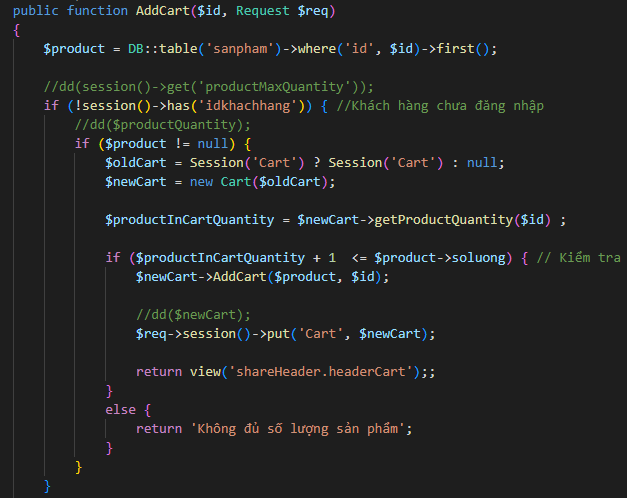 public function AddCart($id, Request $req)
{
$product = DB::table('sanpham')->where('id', $id)->first();
//dd(session()->get('productMaxQuantity'));
if (!session()->has('idkhachhang')) { //Khách hàng chưa đăng nhập
//dd($productQuantity);
if ($product != null) {
$oldCart = Session('Cart') ? Session('Cart') : null;
$newCart = new Cart($oldCart);
$productInCartQuantity = $newCart->getProductQuantity($id) ;
if ($productInCartQuantity + 1  <= $product->soluong) { // Kiểm tra
$newCart->AddCart($product, $id);
//dd($newCart);
$req->session()->put('Cart', $newCart);
return view('shareHeader.headerCart');;
}
else {
return 'Không đủ số lượng sản phẩm';
}
}
}